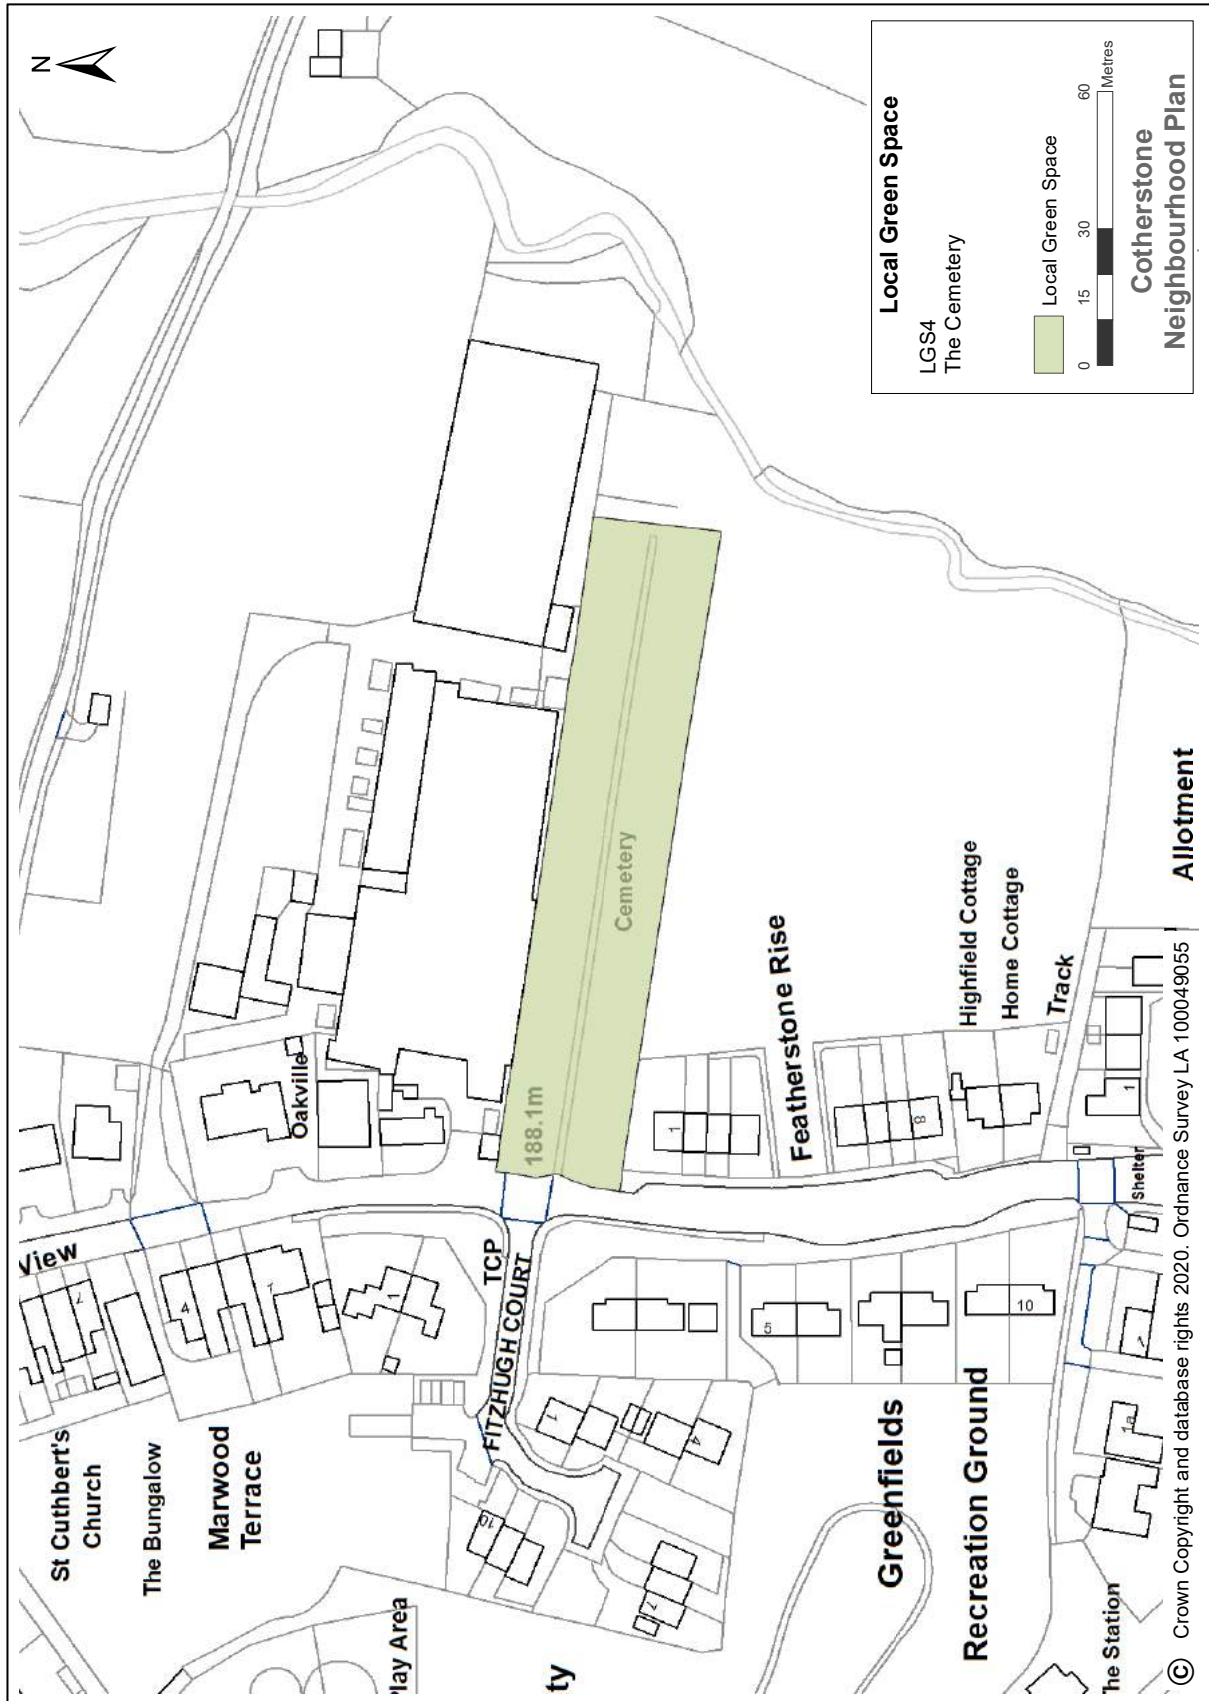 N
Local Green Space
LGS4
The Cemetery
Local Green Space
0 15 30 60
Metres
Cotherstone
Neighbourhood Plan
View
7
4
7
1
St Cuthbert's
Church
The Bungalow
Marwood
Terrace
Oakville
188.1m
Cemetery
TCP
FITZHUGH COURT
1
4
10
7
Play Area
ty
1
Featherstone Rise
8
Highfield Cottage
Home Cottage
Track
Allotment
1
Shelter
5
10
Greenfields
Recreation Ground
1a
The Station
© Crown Copyright and database rights 2020. Ordnance Survey LA 100049055